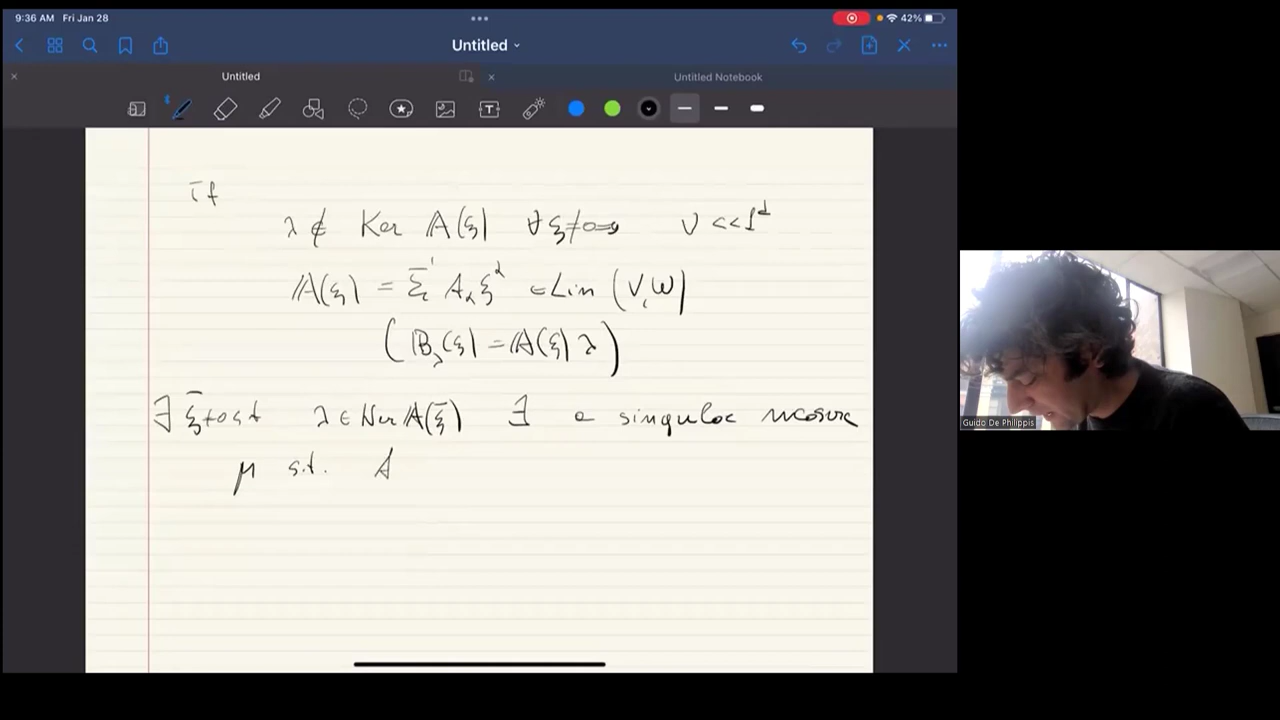 9:36 AM Fri Jan 28
42%
Untitled
Untitled
Untitled Notebook
if
λ ∉ Ker 𝔸(ξ) ∀ξ≠0 ⇒ ν << L^d
𝔸(ξ) = Σ' A_α ξ^α ∈ Lin (V, W)
(𝔹_λ(ξ) = 𝔸(ξ) λ)
∃ ξ̄≠0 s.t λ ∈ Ker 𝔸(ξ̄) ∃ a singular measure
μ s.t. A
Guido De Philippis